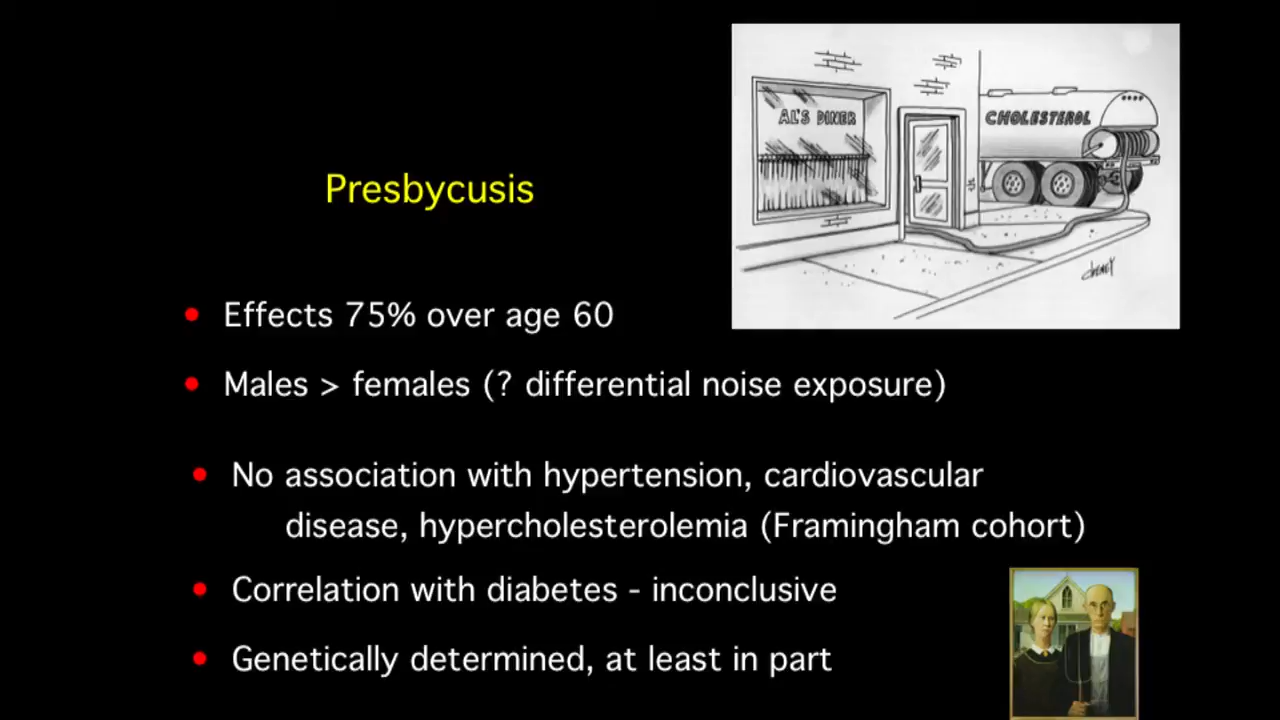 AL'S DINER
CHOLESTEROL
Cheney
Presbycusis
• Effects 75% over age 60
• Males > females (? differential noise exposure)
• No association with hypertension, cardiovascular
disease, hypercholesterolemia (Framingham cohort)
• Correlation with diabetes - inconclusive
• Genetically determined, at least in part